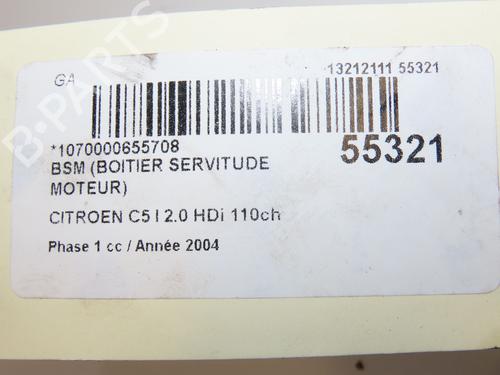 GA
13212111 55321
*1070000655708
55321
BSM (BOITIER SERVITUDE
MOTEUR)
CITROEN C5 I 2.0 HDi 110ch
Phase 1 cc / Année 2004
B-PARTS